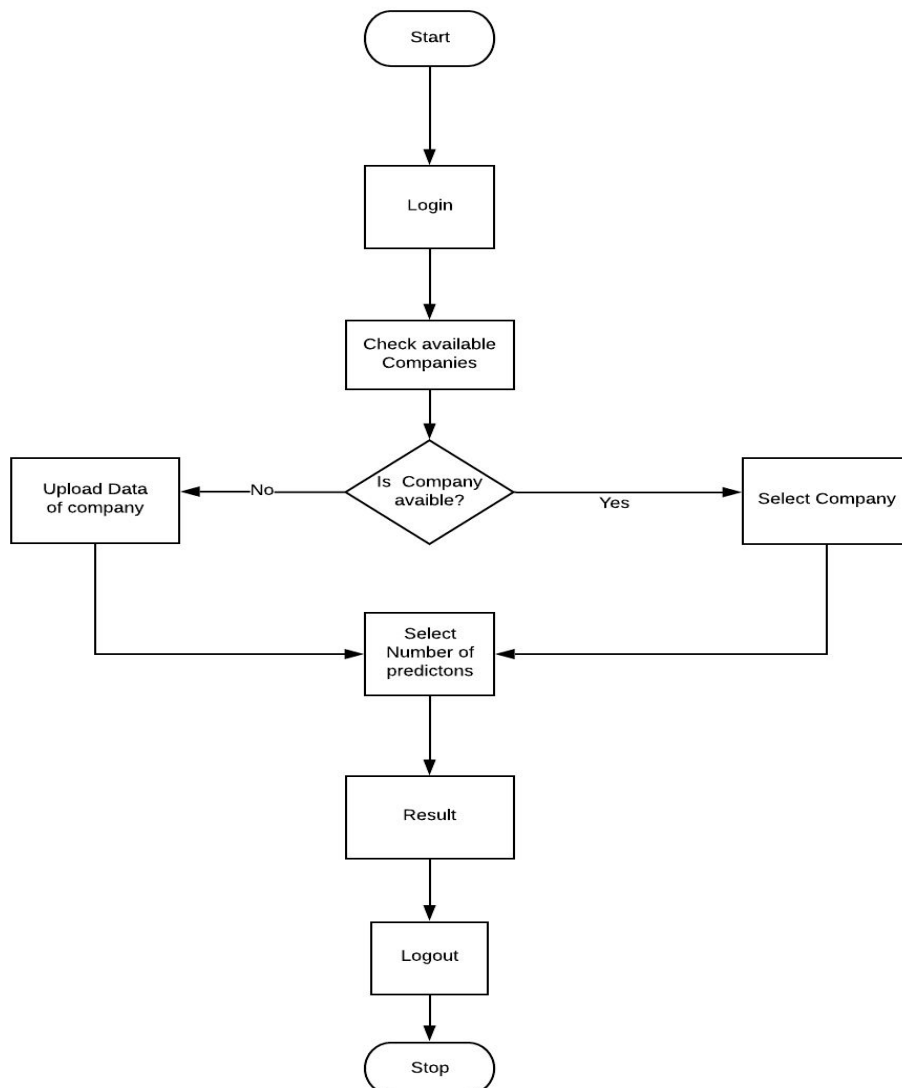 Start
Login
Check available
Companies
Is Company
avaible?
No
Yes
Upload Data
of company
Select Company
Select
Number of
predictons
Result
Logout
Stop